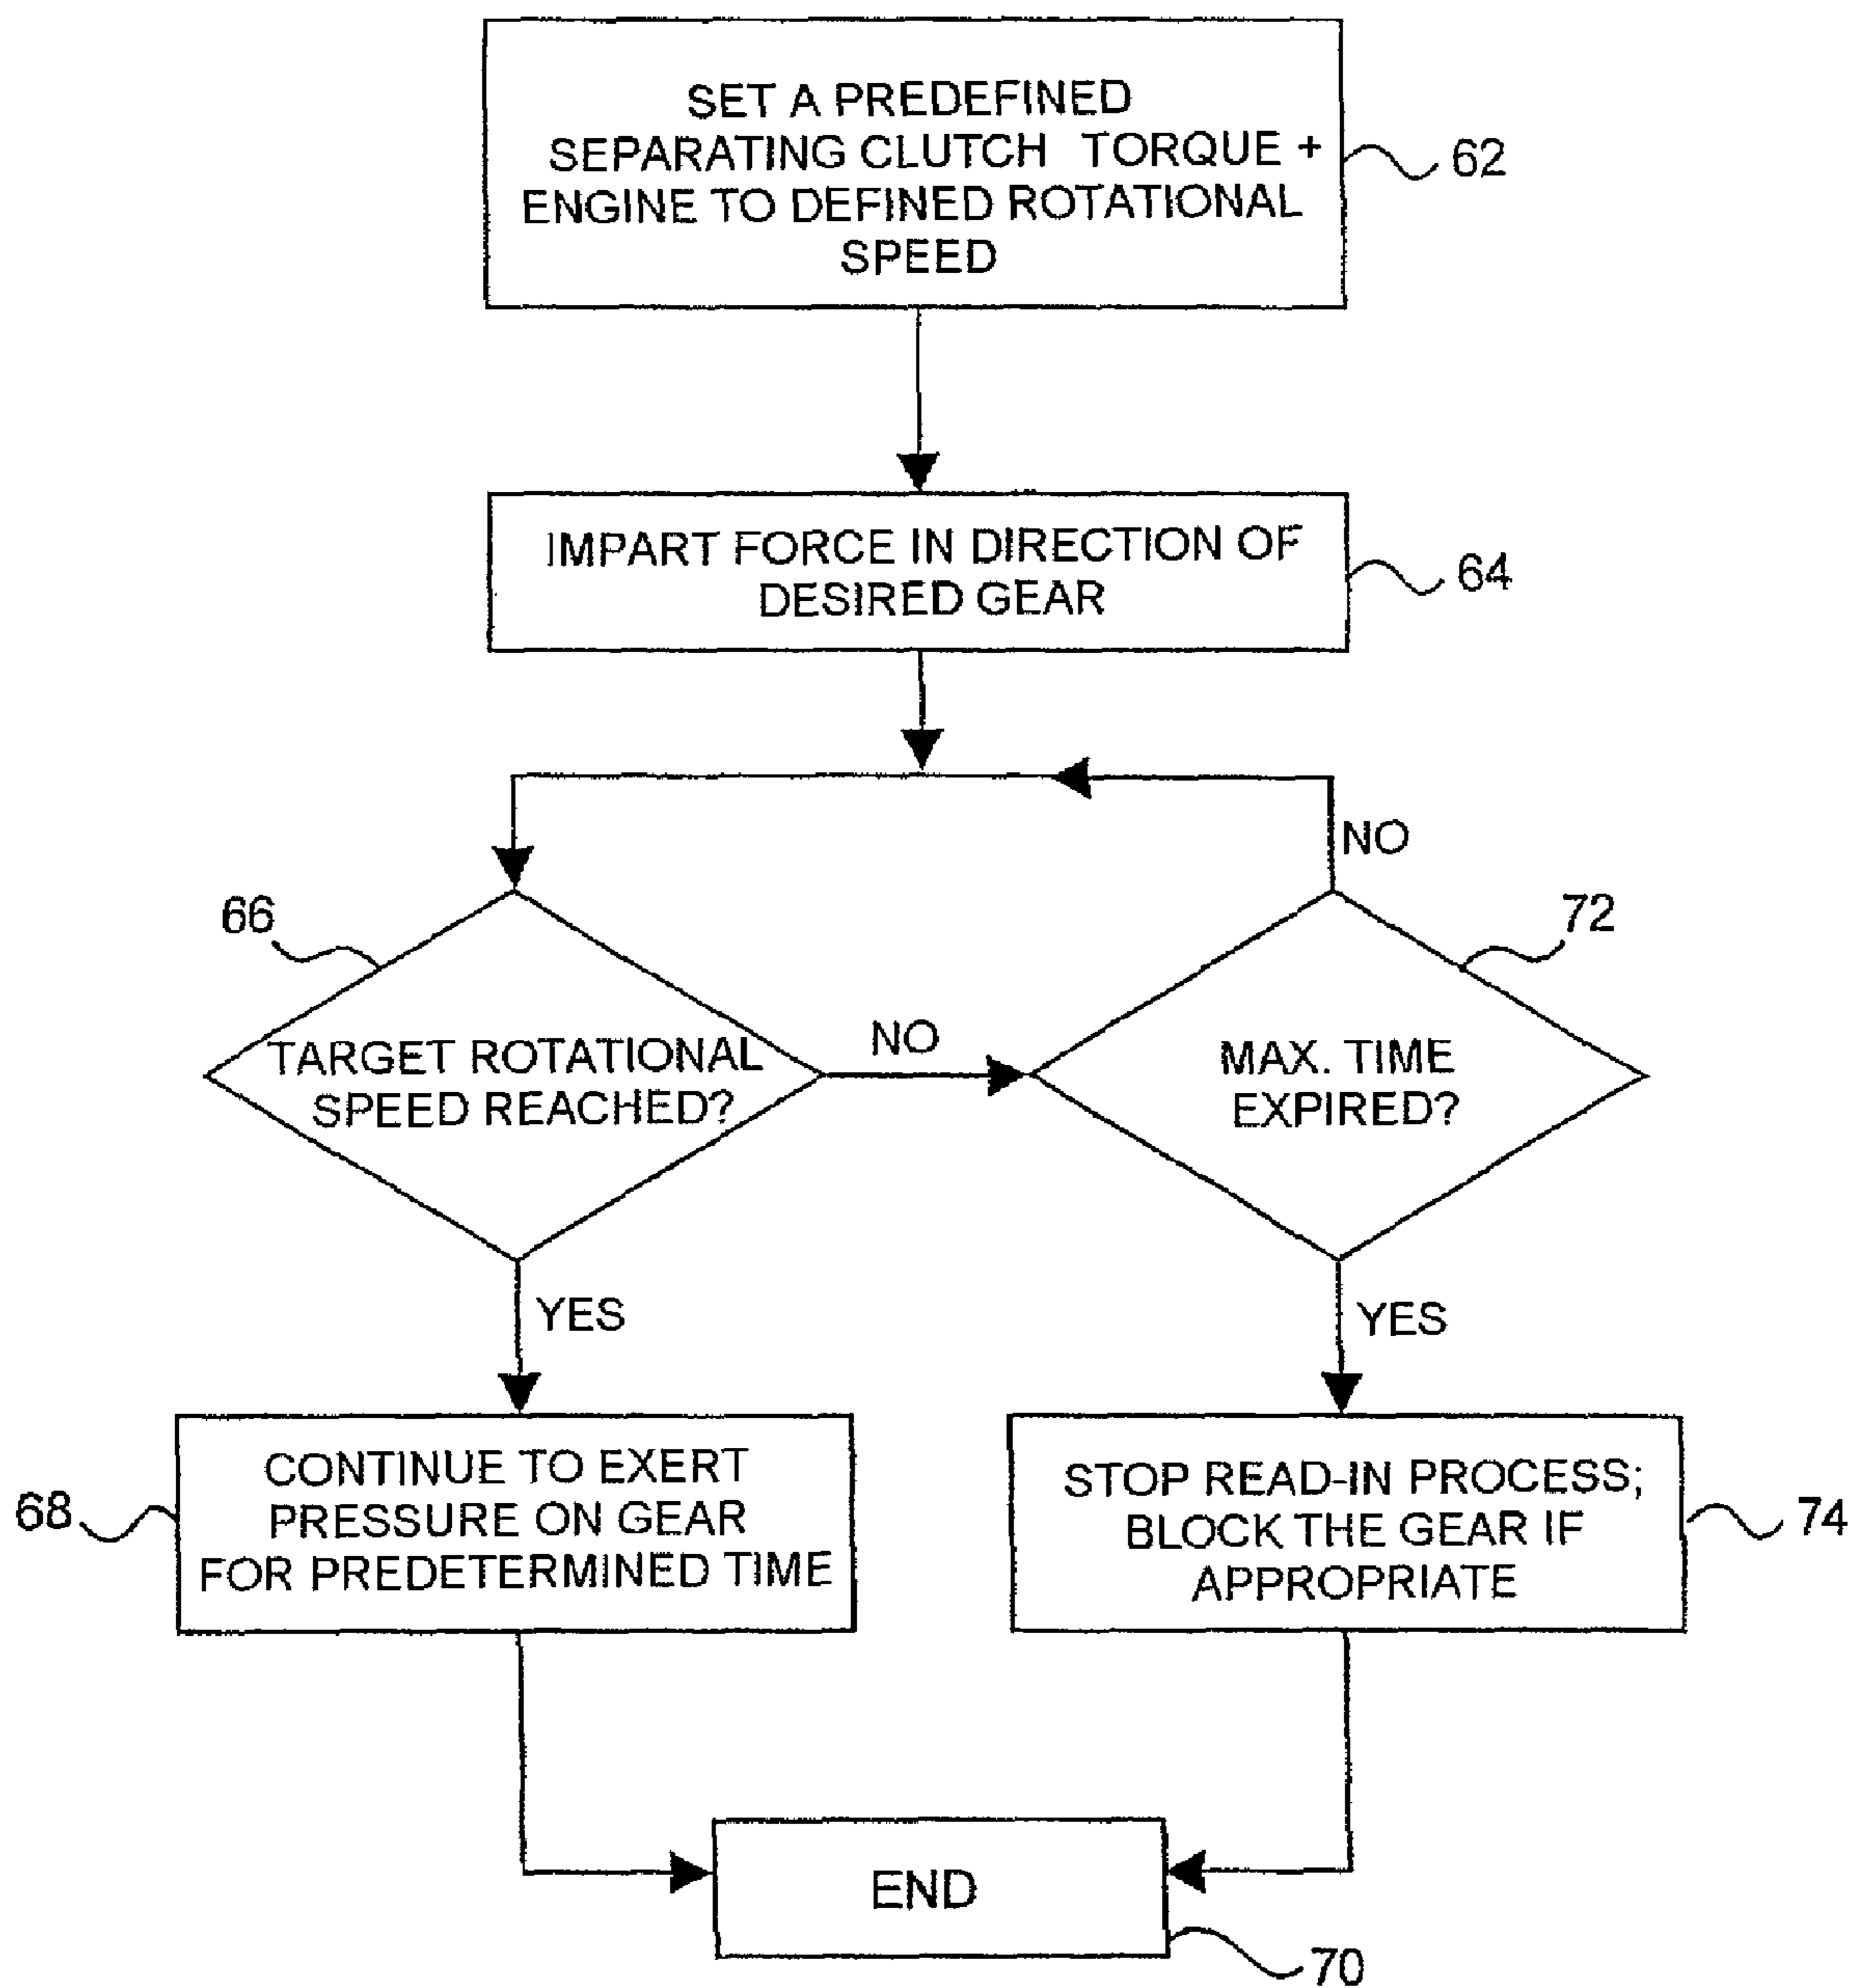 SET A PREDEFINED
SEPARATING CLUTCH TORQUE +
ENGINE TO DEFINED ROTATIONAL
SPEED
62
IMPART FORCE IN DIRECTION OF
DESIRED GEAR
64
NO
66
72
TARGET ROTATIONAL
SPEED REACHED?
NO
MAX. TIME
EXPIRED?
YES
YES
CONTINUE TO EXERT
PRESSURE ON GEAR
FOR PREDETERMINED TIME
68
STOP READ-IN PROCESS;
BLOCK THE GEAR IF
APPROPRIATE
74
END
70